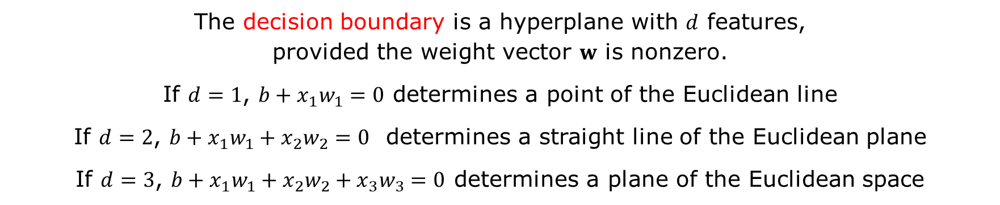 The decision boundary is a hyperplane with d features,
provided the weight vector w is nonzero.
If d = 1, b + x₁w₁ = 0 determines a point of the Euclidean line
If d = 2, b + x₁w₁ + x₂w₂ = 0 determines a straight line of the Euclidean plane
If d = 3, b + x₁w₁ + x₂w₂ + x₃w₃ = 0 determines a plane of the Euclidean space